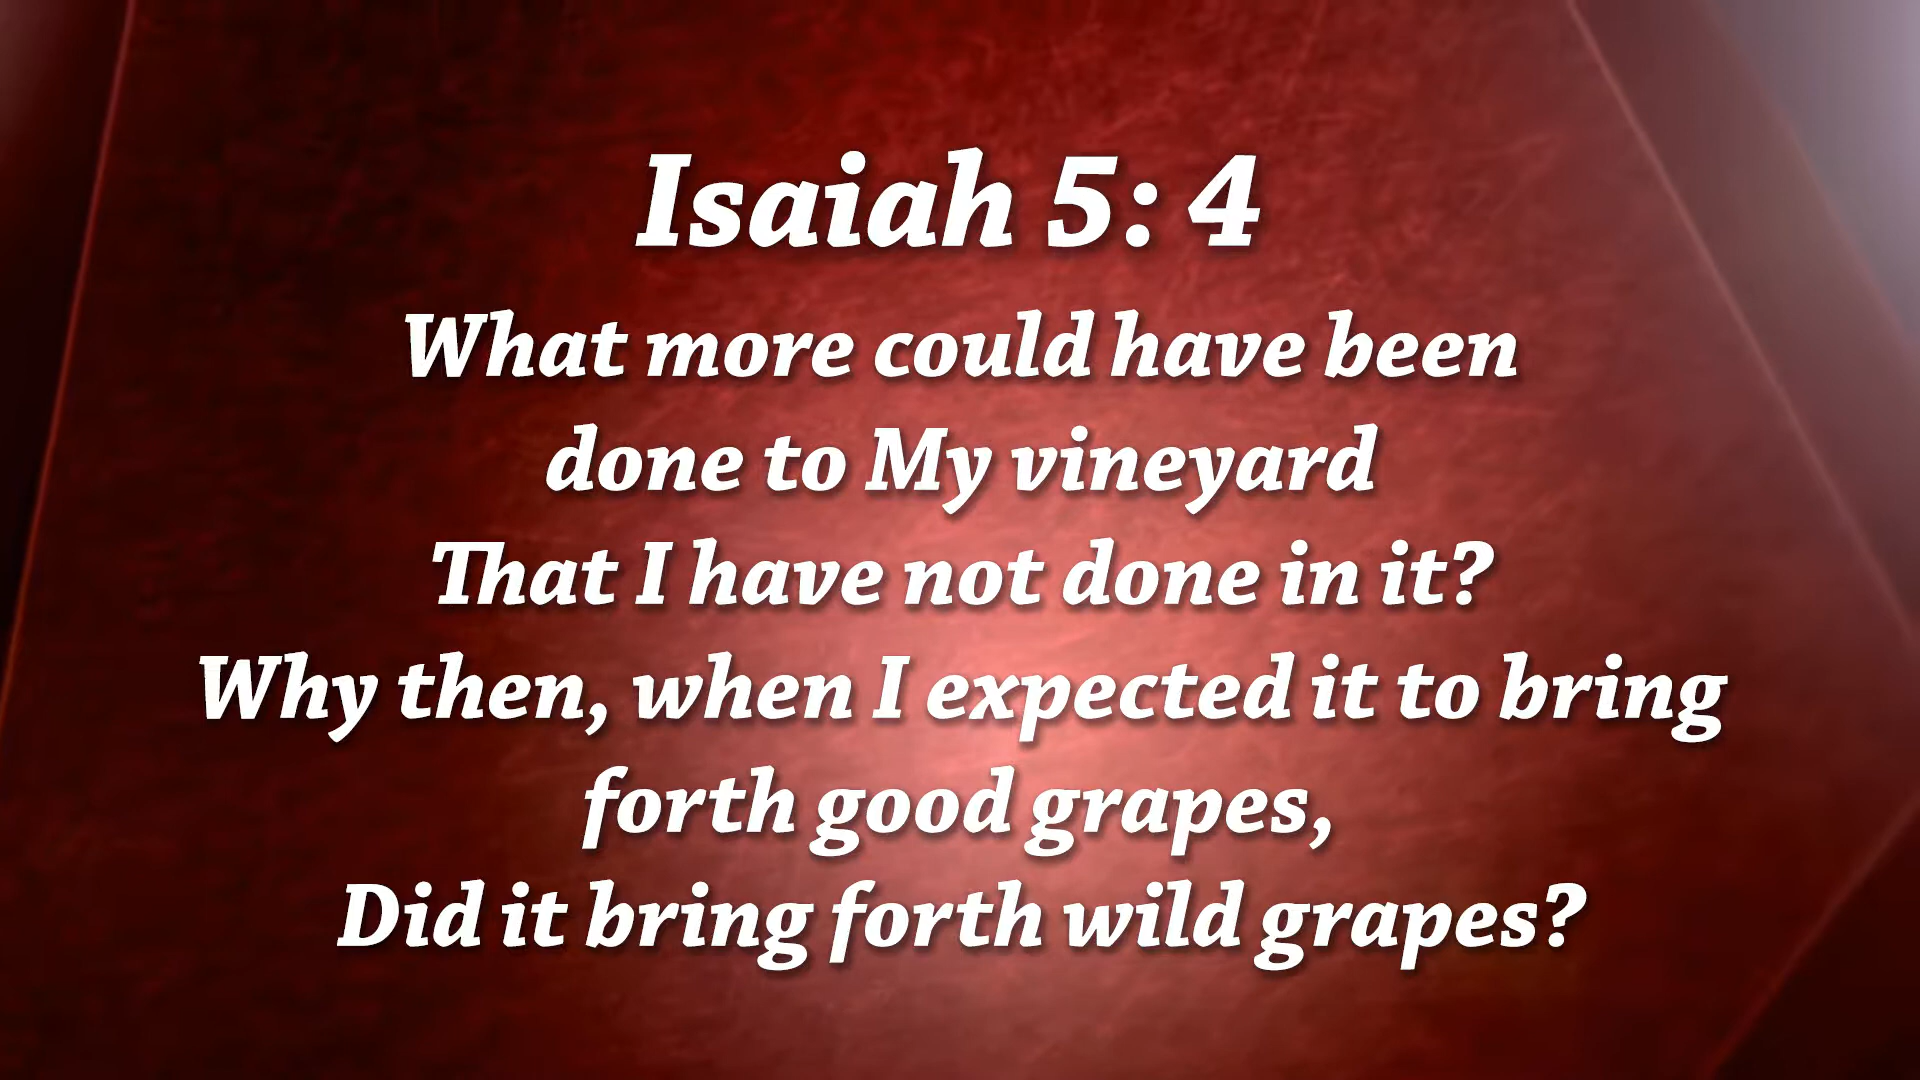 Isaiah 5: 4
What more could have been
done to My vineyard
That I have not done in it?
Why then, when I expected it to bring
forth good grapes,
Did it bring forth wild grapes?